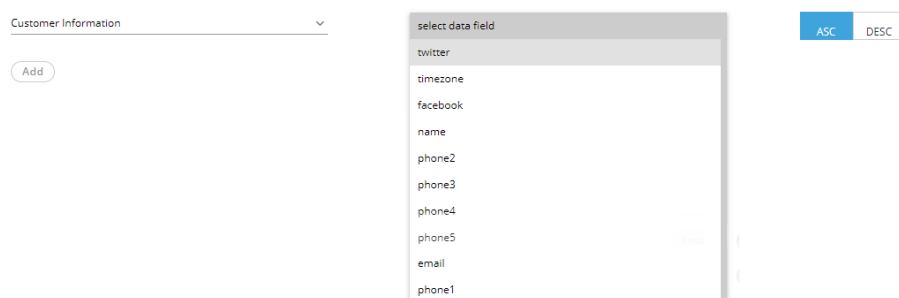 Customer Information
Add
select data field
twitter
timezone
facebook
name
phone2
phone3
phone4
phone5
email
phone1
ASC DESC